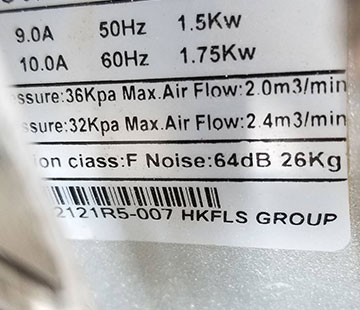 9.0A 50Hz 1.5Kw
10.0A 60Hz 1.75Kw
ssure:36Kpa Max.Air Flow:2.0m3/min
ssure:32Kpa Max.Air Flow:2.4m3/min
ion class:F Noise:64dB 26Kg
2121R5-007 HKFLS GROUP